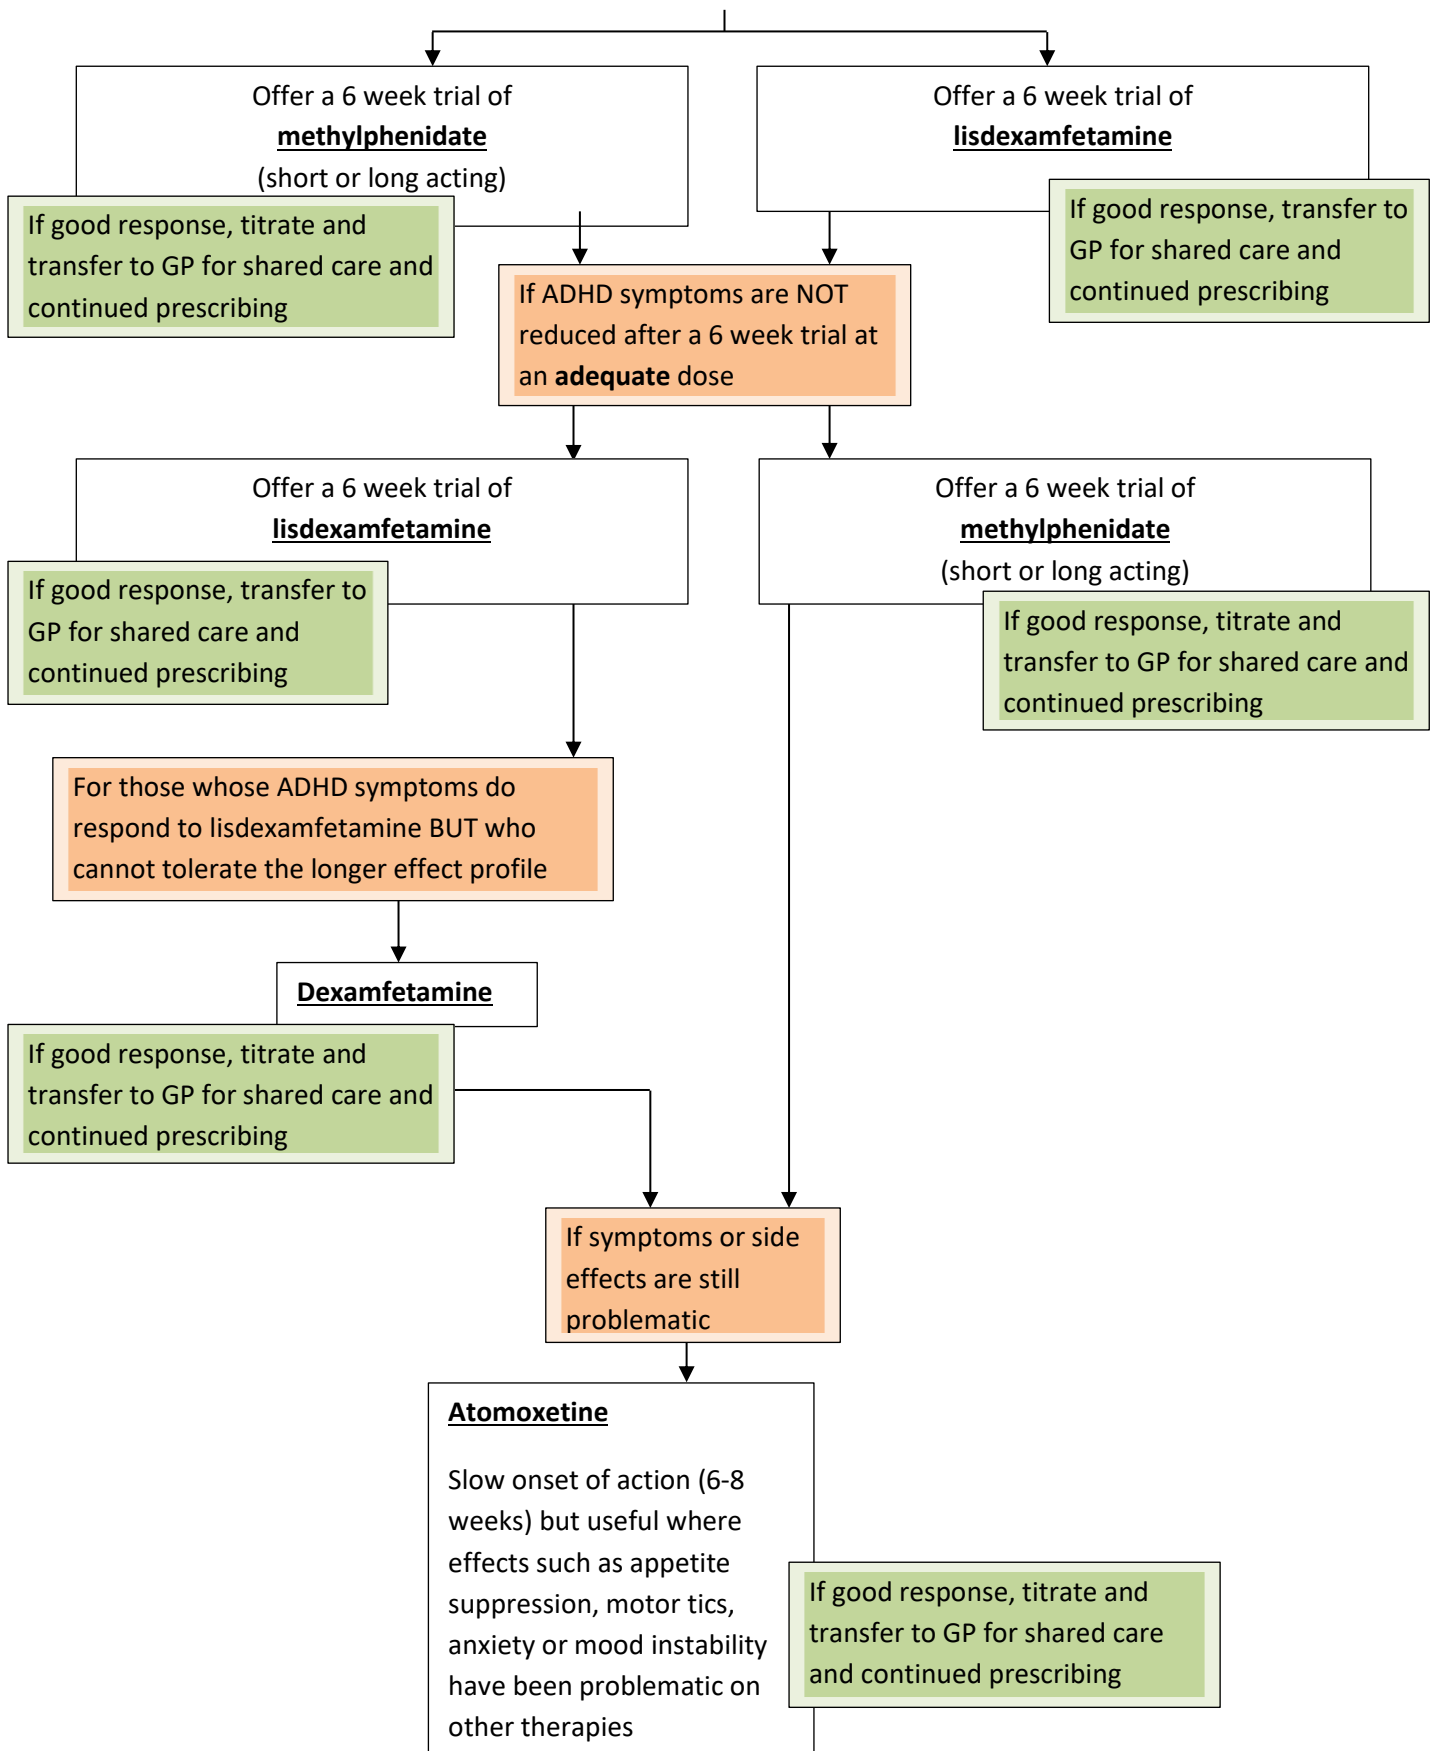 Offer a 6 week trial of
methylphenidate
(short or long acting)
If good response, titrate and
transfer to GP for shared care and
continued prescribing
Offer a 6 week trial of
lisdexamfetamine
If good response, transfer to
GP for shared care and
continued prescribing
If ADHD symptoms are NOT
reduced after a 6 week trial at
an adequate dose
Offer a 6 week trial of
lisdexamfetamine
If good response, transfer to
GP for shared care and
continued prescribing
Offer a 6 week trial of
methylphenidate
(short or long acting)
If good response, titrate and
transfer to GP for shared care and
continued prescribing
For those whose ADHD symptoms do
respond to lisdexamfetamine BUT who
cannot tolerate the longer effect profile
Dexamfetamine
If good response, titrate and
transfer to GP for shared care and
continued prescribing
If symptoms or side
effects are still
problematic
Atomoxetine
Slow onset of action (6-8
weeks) but useful where
effects such as appetite
suppression, motor tics,
anxiety or mood instability
have been problematic on
other therapies
If good response, titrate and
transfer to GP for shared care
and continued prescribing